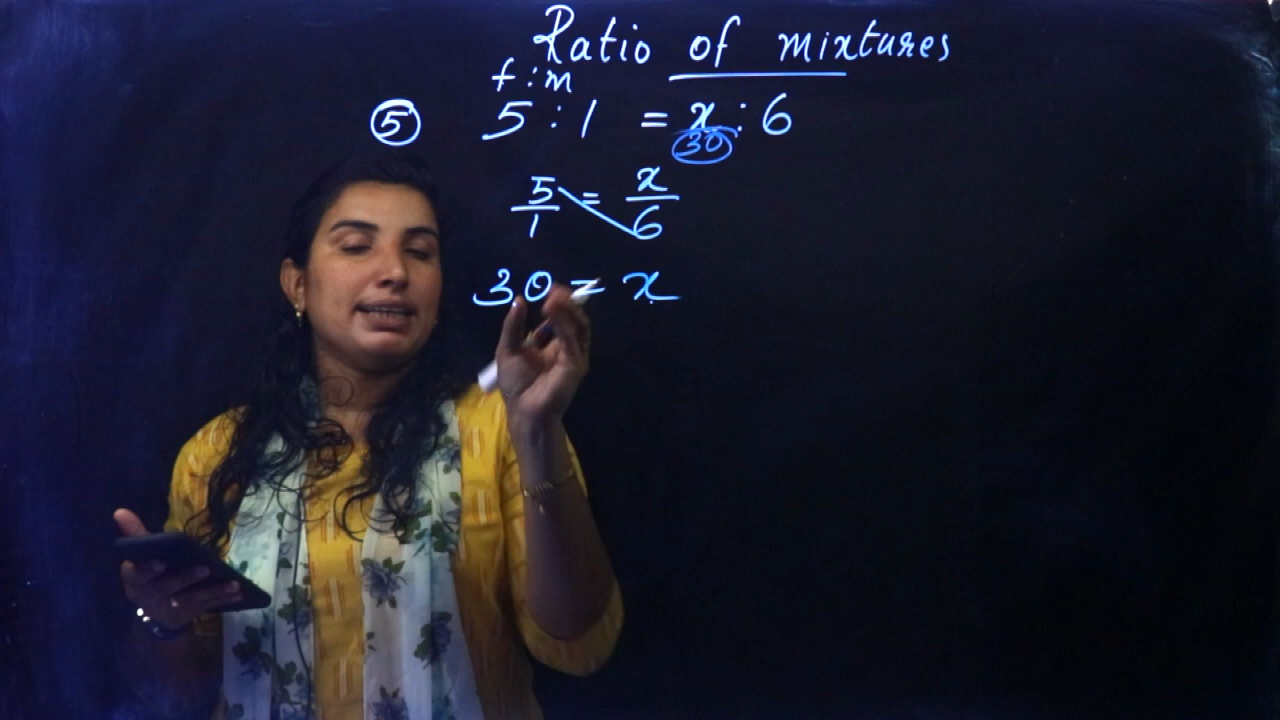 Ratio of mixtures
f : m
⑤ 5 : 1 = x : 6
30
5/1 = x/6
30 = x